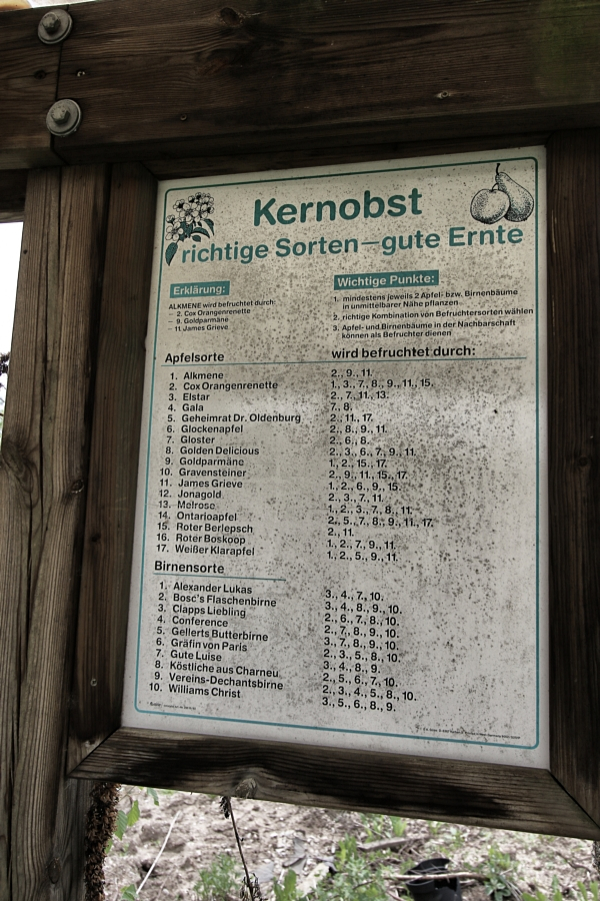 Kernobst
richtige Sorten–gute Ernte
Erklärung:
ALKMENE wird befruchtet durch:
– 2. Cox Orangenrenette
– 9. Goldparmäne
– 11. James Grieve
Wichtige Punkte:
1. mindestens jeweils 2 Apfel- bzw. Birnenbäume
in unmittelbarer Nähe pflanzen
2. richtige Kombination von Befruchtersorten wählen
3. Apfel- und Birnenbäume in der Nachbarschaft
können als Befruchter dienen
Apfelsorte wird befruchtet durch:
1. Alkmene 2., 9., 11.
2. Cox Orangenrenette 1., 3., 7., 8., 9., 11., 15.
3. Elstar 2., 7., 11., 13.
4. Gala 7., 8.
5. Geheimrat Dr. Oldenburg 2., 11., 17.
6. Glockenapfel 2., 8., 9., 11.
7. Gloster 2., 6., 8.
8. Golden Delicious 2., 3., 6., 7., 9., 11.
9. Goldparmäne 1., 2., 15., 17.
10. Gravensteiner 2., 9., 11., 15., 17.
11. James Grieve 1., 2., 6., 9., 15.
12. Jonagold 2., 3., 7., 11.
13. Melrose 1., 2., 3., 7., 8., 11.
14. Ontarioapfel 2., 5., 7., 8., 9., 11., 17.
15. Roter Berlepsch 2., 11.
16. Roter Boskoop 1., 2., 7., 9., 11.
17. Weißer Klarapfel 1., 2., 5., 9., 11.
Birnensorte
1. Alexander Lukas 3., 4., 7., 10.
2. Bosc's Flaschenbirne 3., 4., 8., 9., 10.
3. Clapps Liebling 2., 6., 7., 8., 10.
4. Conference 2., 7., 8., 9., 10.
5. Gellerts Butterbirne 3., 7., 8., 9., 10.
6. Gräfin von Paris 2., 3., 5., 8., 10.
7. Gute Luise 3., 4., 8., 9.
8. Köstliche aus Charneu 2., 5., 6., 7., 10.
9. Vereins-Dechantsbirne 2., 3., 4., 5., 8., 10.
10. Williams Christ 3., 5., 6., 8., 9.